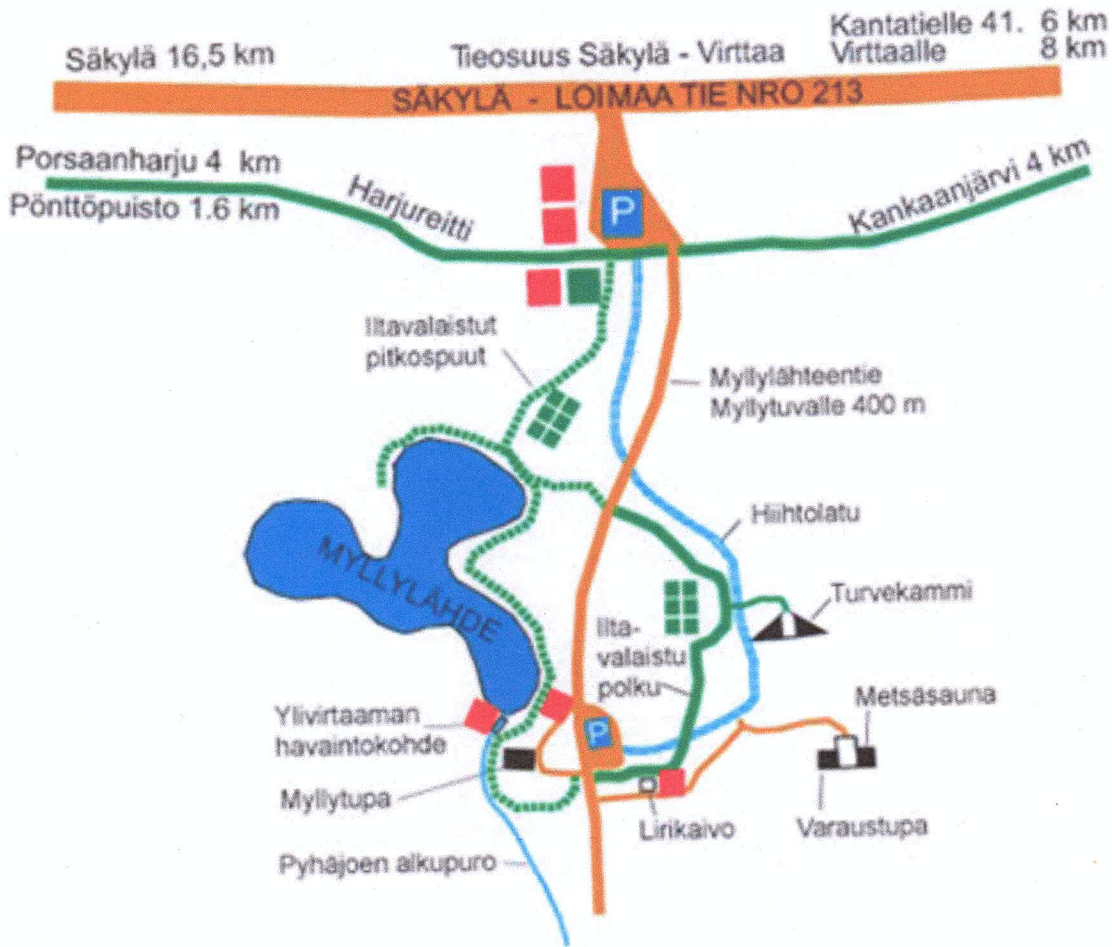 Säkylä 16,5 km
Tieosuus Säkylä - Virttaa
Kantatielle 41. 6 km
Virttaalle 8 km
SÄKYLÄ - LOIMAA TIE NRO 213
Porsaanharju 4 km
Pönttöpuisto 1.6 km
Harjureitti
P
Kankaanjärvi 4 km
Iltavalaistut
pitkospuut
Myllylähteentie
Myllytuvalle 400 m
Hiihtolatu
MYLLYLÄHDE
Turvekammi
Ilta-
valaistu
polku
Metsäsauna
Ylivirtaaman
havaintokohde
P
Myllytupa
Lirikaivo
Varaustupa
Pyhäjoen alkupuro